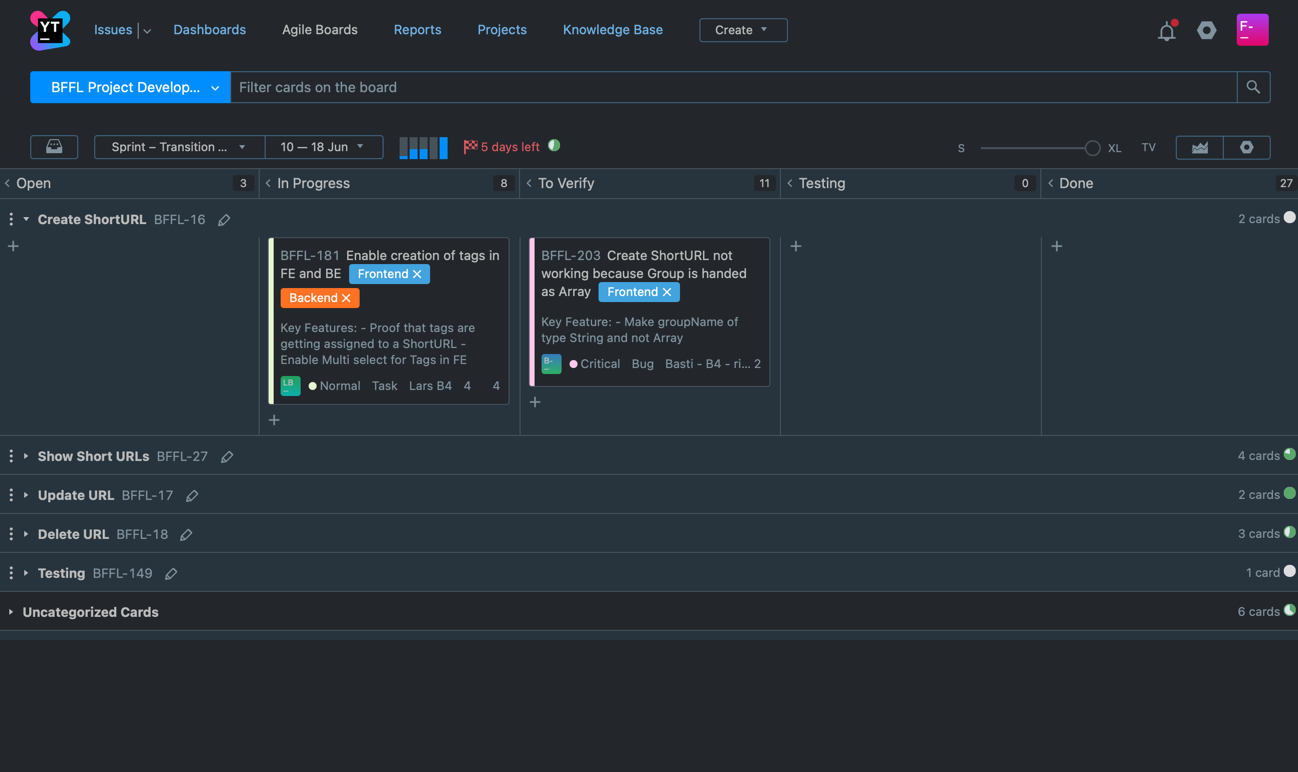 YT
Issues Dashboards Agile Boards Reports Projects Knowledge Base Create F-
BFFL Project Develop... Filter cards on the board
Sprint – Transition ... 10 — 18 Jun 5 days left S XL TV
Open 3 In Progress 8 To Verify 11 Testing 0 Done 27
Create ShortURL BFFL-16 2 cards
BFFL-181 Enable creation of tags in
FE and BE Frontend
Backend
Key Features: - Proof that tags are
getting assigned to a ShortURL -
Enable Multi select for Tags in FE
LB Normal Task Lars B4 4 4
BFFL-203 Create ShortURL not
working because Group is handed
as Array Frontend
Key Feature: - Make groupName of
type String and not Array
B- Critical Bug Basti - B4 - ri... 2
Show Short URLs BFFL-27 4 cards
Update URL BFFL-17 2 cards
Delete URL BFFL-18 3 cards
Testing BFFL-149 1 card
Uncategorized Cards 6 cards